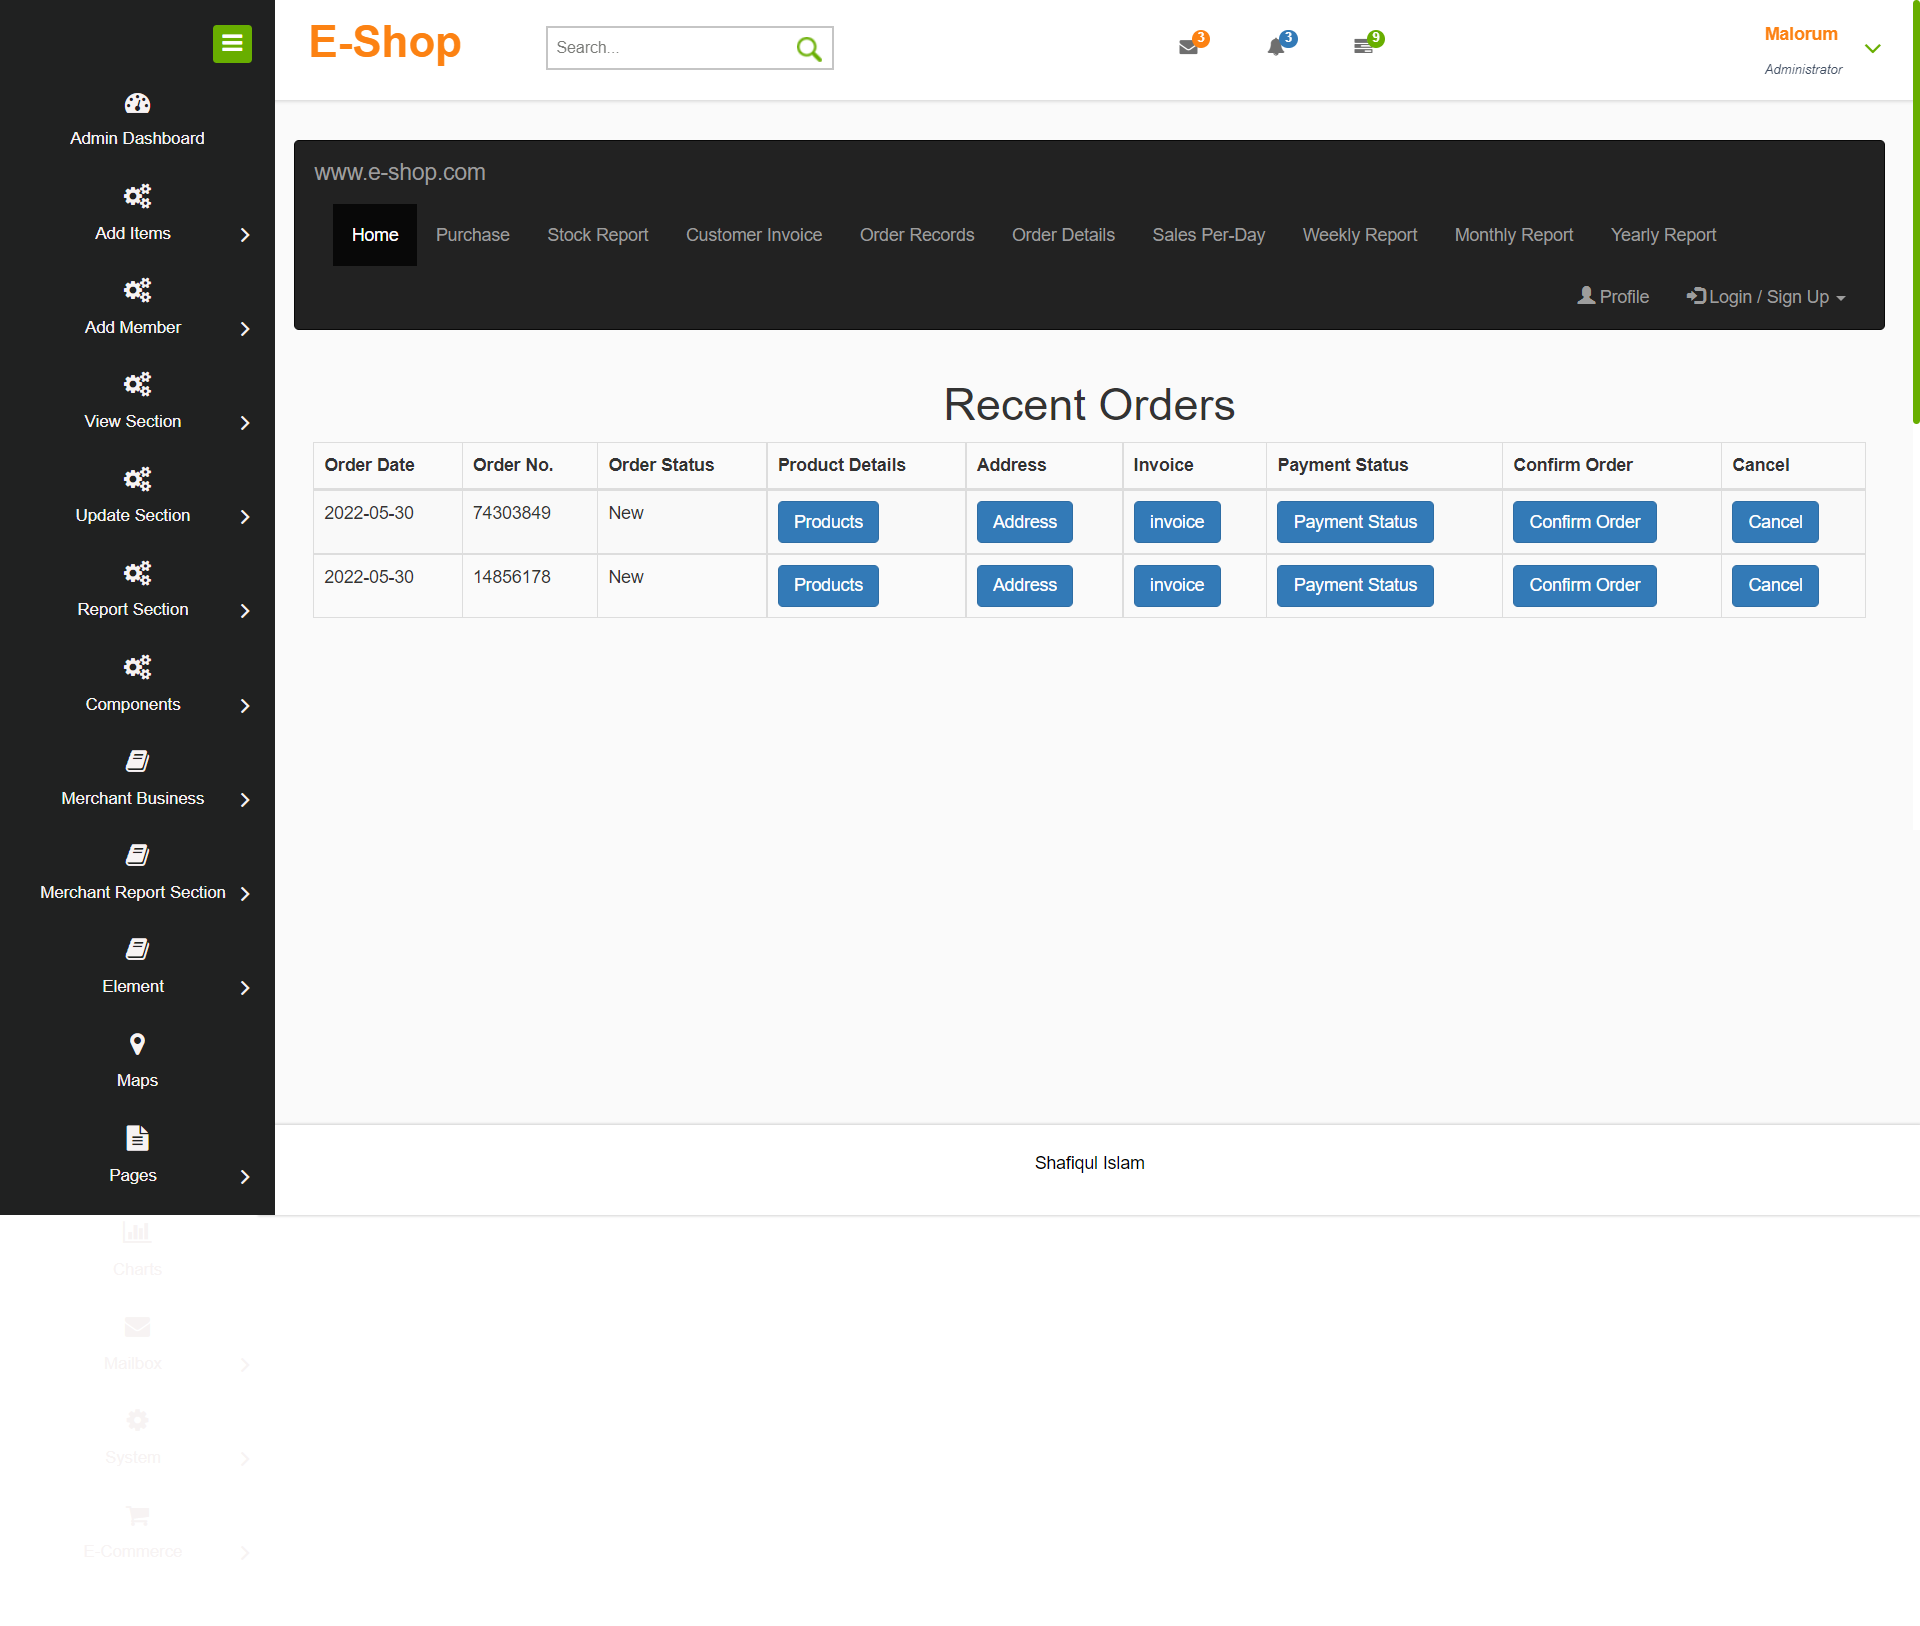 E-Shop
Search...
3
3
9
Malorum
Administrator
Admin Dashboard
Add Items
Add Member
View Section
Update Section
Report Section
Components
Merchant Business
Merchant Report Section
Element
Maps
Pages
Charts
Mailbox
System
E-Commerce
www.e-shop.com
Home Purchase Stock Report Customer Invoice Order Records Order Details Sales Per-Day Weekly Report Monthly Report Yearly Report
Profile Login / Sign Up
Recent Orders
Order Date Order No. Order Status Product Details Address Invoice Payment Status Confirm Order Cancel
2022-05-30 74303849 New Products Address invoice Payment Status Confirm Order Cancel
2022-05-30 14856178 New Products Address invoice Payment Status Confirm Order Cancel
Shafiqul Islam